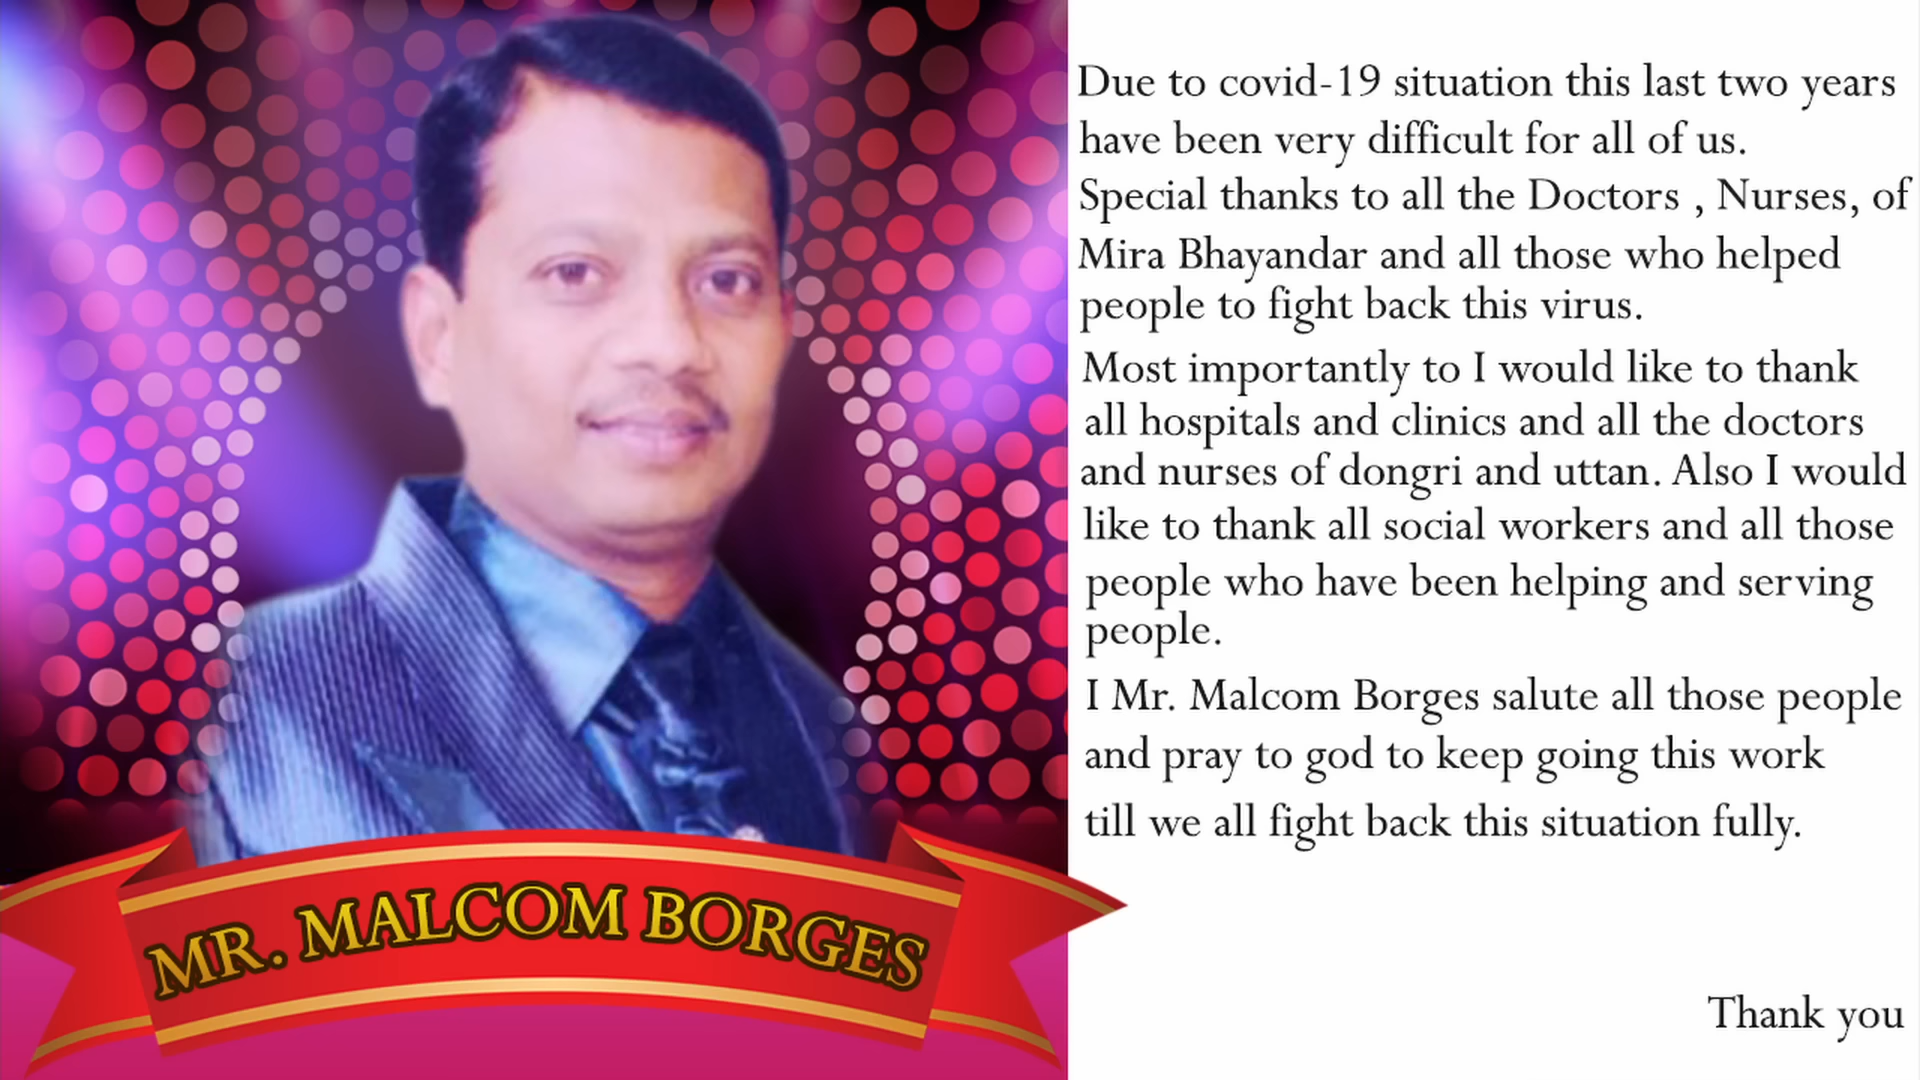 MR. MALCOM BORGES
Due to covid-19 situation this last two years
have been very difficult for all of us.
Special thanks to all the Doctors , Nurses, of
Mira Bhayandar and all those who helped
people to fight back this virus.
Most importantly to I would like to thank
all hospitals and clinics and all the doctors
and nurses of dongri and uttan. Also I would
like to thank all social workers and all those
people who have been helping and serving
people.
I Mr. Malcom Borges salute all those people
and pray to god to keep going this work
till we all fight back this situation fully.
Thank you